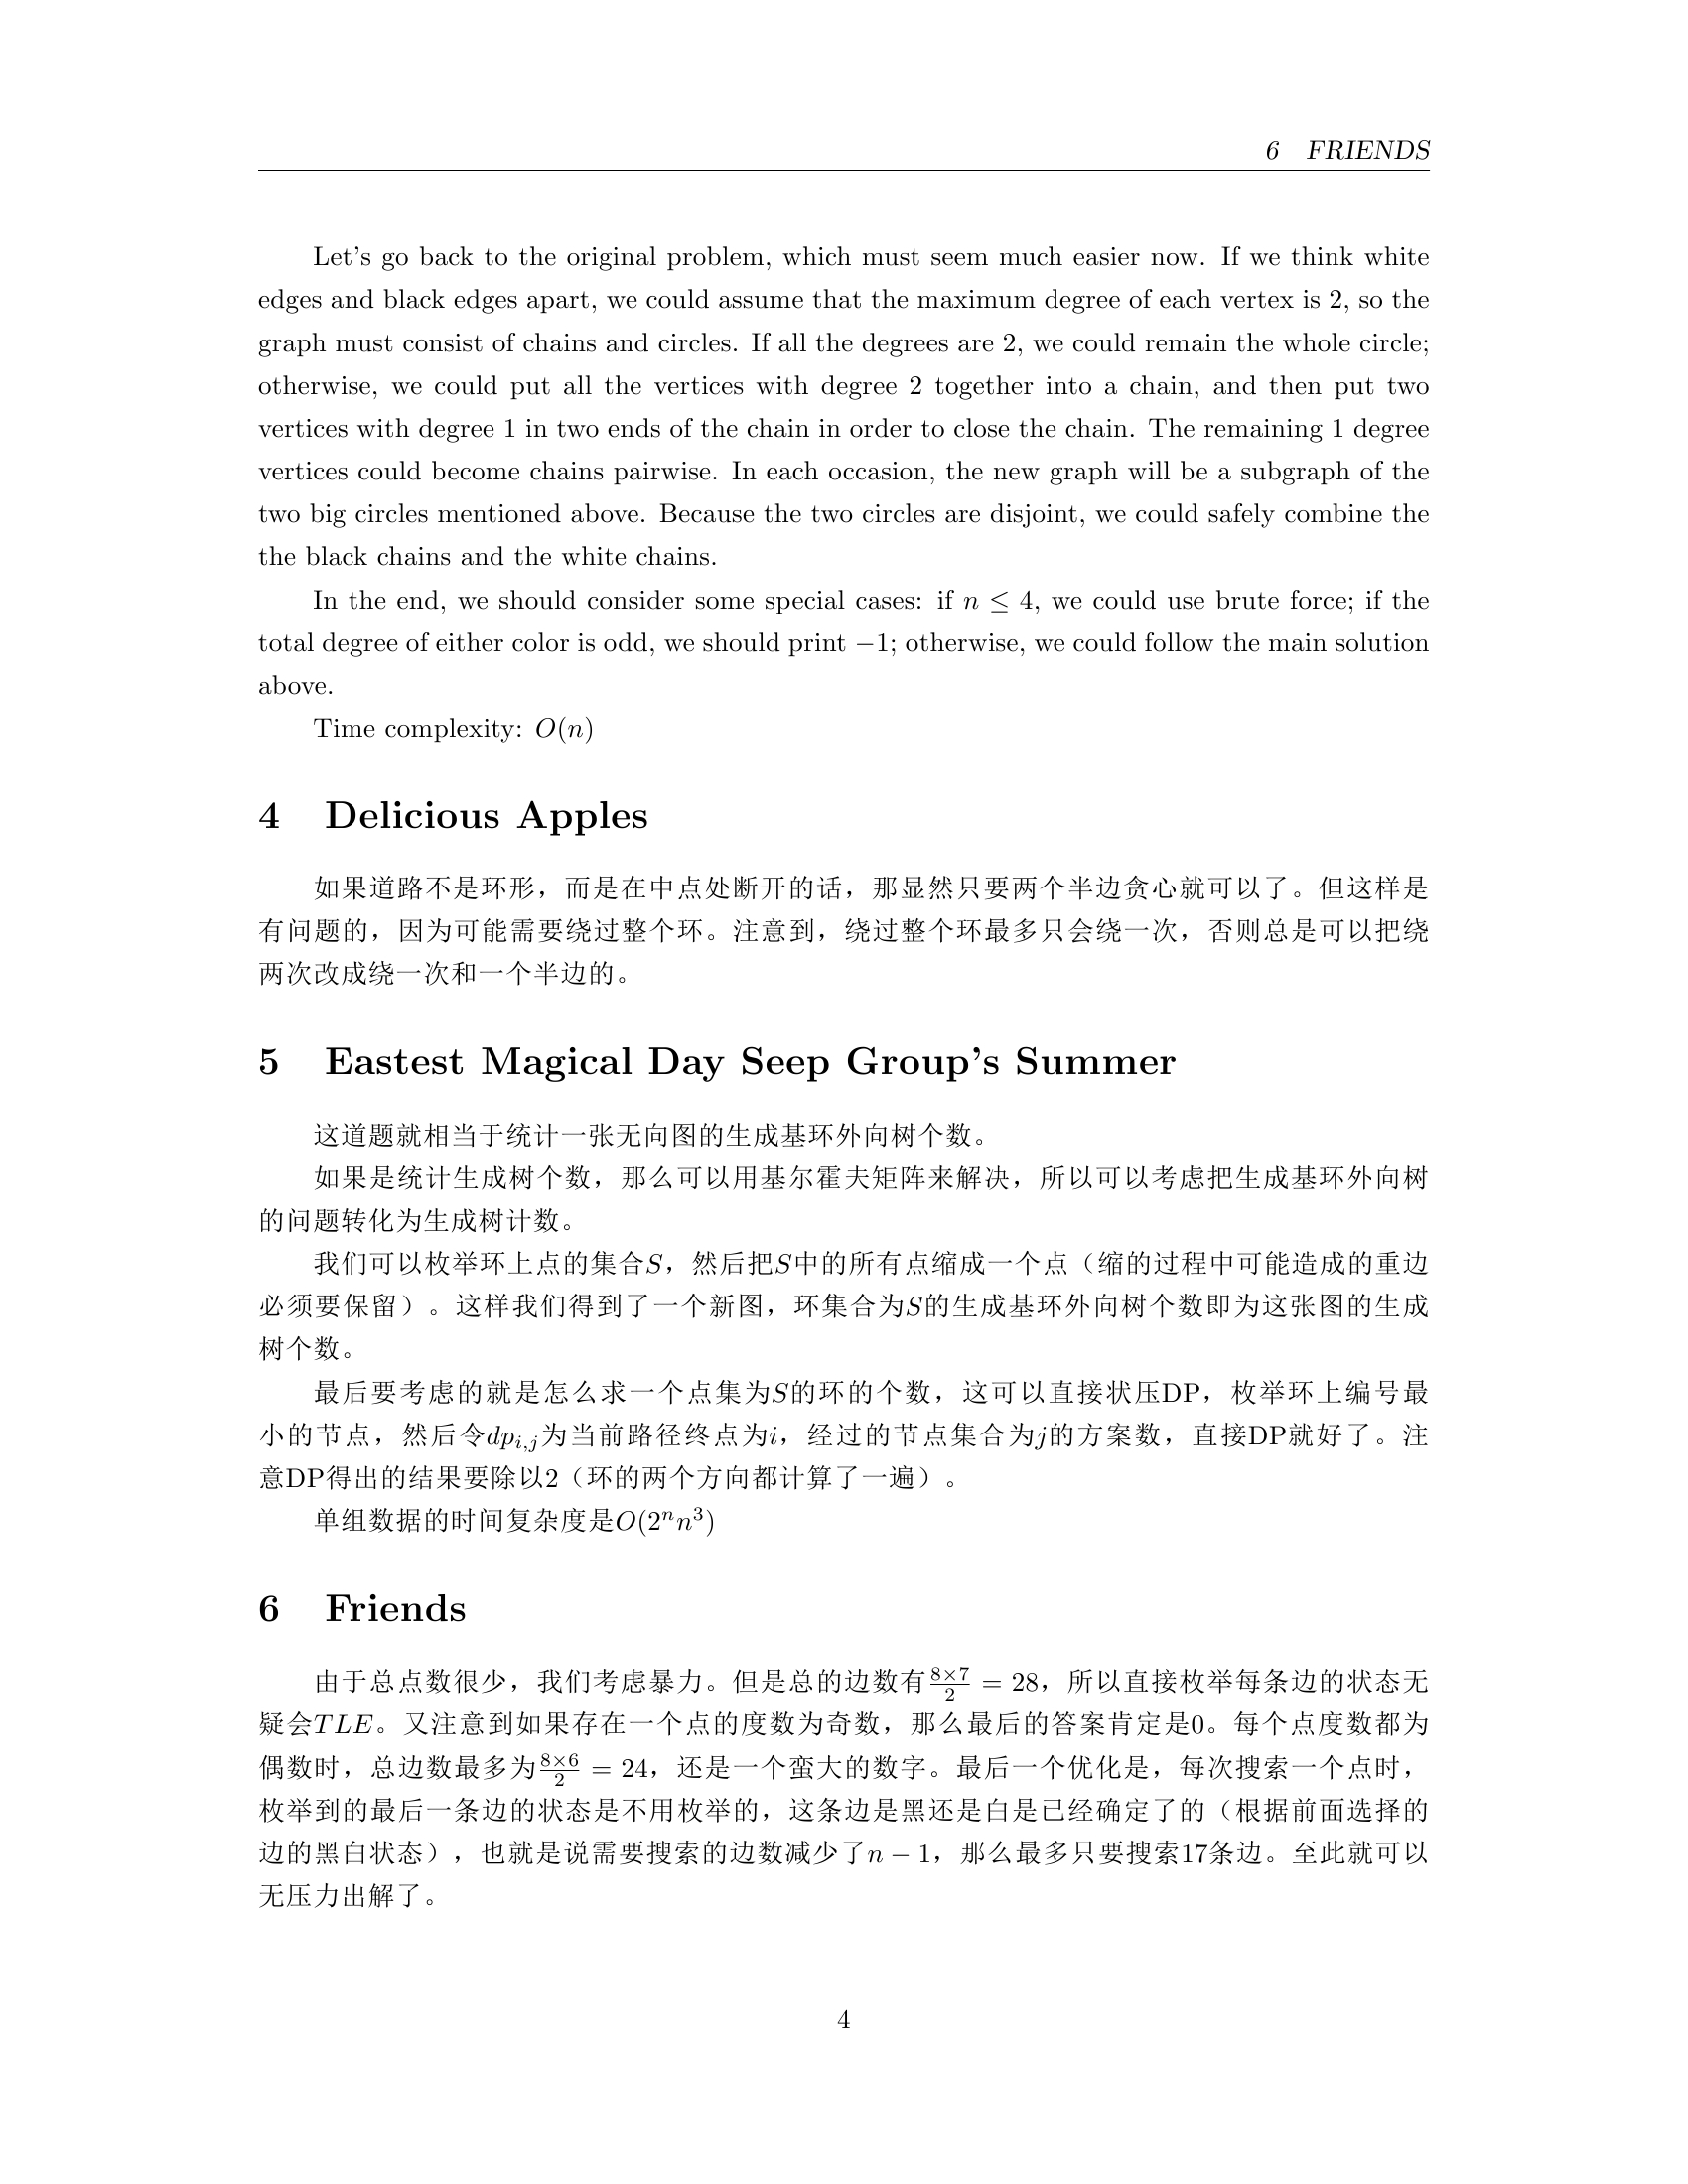 6 FRIENDS
Let's go back to the original problem, which must seem much easier now. If we think white
edges and black edges apart, we could assume that the maximum degree of each vertex is 2, so the
graph must consist of chains and circles. If all the degrees are 2, we could remain the whole circle;
otherwise, we could put all the vertices with degree 2 together into a chain, and then put two
vertices with degree 1 in two ends of the chain in order to close the chain. The remaining 1 degree
vertices could become chains pairwise. In each occasion, the new graph will be a subgraph of the
two big circles mentioned above. Because the two circles are disjoint, we could safely combine the
the black chains and the white chains.
In the end, we should consider some special cases: if n ≤ 4, we could use brute force; if the
total degree of either color is odd, we should print −1; otherwise, we could follow the main solution
above.
Time complexity: O(n)
4 Delicious Apples
如果道路不是环形，而是在中点处断开的话，那显然只要两个半边贪心就可以了。但这样是
有问题的，因为可能需要绕过整个环。注意到，绕过整个环最多只会绕一次，否则总是可以把绕
两次改成绕一次和一个半边的。
5 Eastest Magical Day Seep Group's Summer
这道题就相当于统计一张无向图的生成基环外向树个数。
如果是统计生成树个数，那么可以用基尔霍夫矩阵来解决，所以可以考虑把生成基环外向树
的问题转化为生成树计数。
我们可以枚举环上点的集合S，然后把S中的所有点缩成一个点（缩的过程中可能造成的重边
必须要保留）。这样我们得到了一个新图，环集合为S的生成基环外向树个数即为这张图的生成
树个数。
最后要考虑的就是怎么求一个点集为S的环的个数，这可以直接状压DP，枚举环上编号最
小的节点，然后令dp_{i,j}为当前路径终点为i，经过的节点集合为j的方案数，直接DP就好了。注
意DP得出的结果要除以2（环的两个方向都计算了一遍）。
单组数据的时间复杂度是O(2^n n^3)
6 Friends
由于总点数很少，我们考虑暴力。但是总的边数有\frac{8×7}{2} = 28，所以直接枚举每条边的状态无
疑会TLE。又注意到如果存在一个点的度数为奇数，那么最后的答案肯定是0。每个点度数都为
偶数时，总边数最多为\frac{8×6}{2} = 24，还是一个蛮大的数字。最后一个优化是，每次搜索一个点时，
枚举到的最后一条边的状态是不用枚举的，这条边是黑还是白是已经确定了的（根据前面选择的
边的黑白状态），也就是说需要搜索的边数减少了n − 1，那么最多只要搜索17条边。至此就可以
无压力出解了。
4